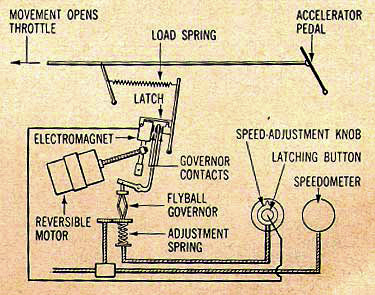 MOVEMENT OPENS
THROTTLE
ACCELERATOR
PEDAL
LOAD SPRING
LATCH
ELECTROMAGNET
SPEED-ADJUSTMENT KNOB
LATCHING BUTTON
GOVERNOR
CONTACTS
SPEEDOMETER
FLYBALL
GOVERNOR
REVERSIBLE
MOTOR
ADJUSTMENT
SPRING